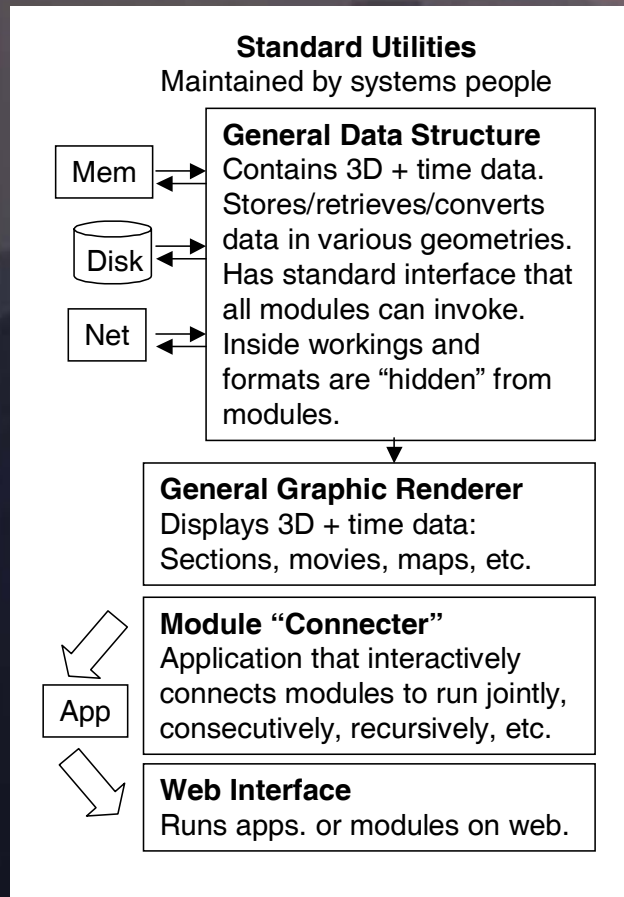 Standard Utilities
Maintained by systems people
General Data Structure
Contains 3D + time data.
Stores/retrieves/converts
data in various geometries.
Has standard interface that
all modules can invoke.
Inside workings and
formats are “hidden” from
modules.
Mem
Disk
Net
General Graphic Renderer
Displays 3D + time data:
Sections, movies, maps, etc.
Module “Connecter”
Application that interactively
connects modules to run jointly,
consecutively, recursively, etc.
App
Web Interface
Runs apps. or modules on web.